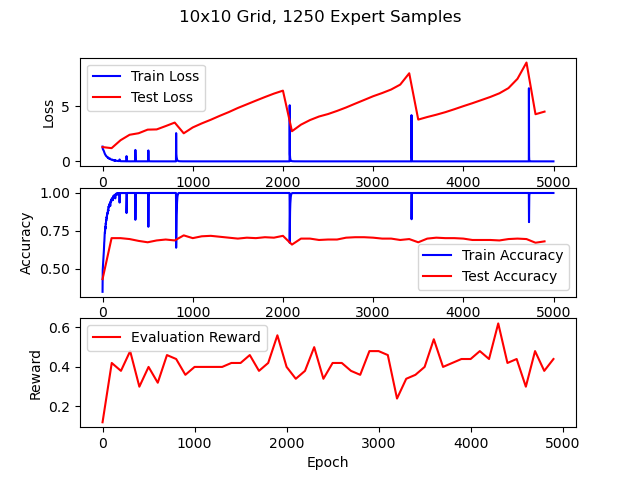 10x10 Grid, 1250 Expert Samples
Loss
5
0
Train Loss
Test Loss
0 1000 2000 3000 4000 5000
Accuracy
1.00
0.75
0.50
Train Accuracy
Test Accuracy
0 1000 2000 3000 4000 5000
Reward
0.6
0.4
0.2
Evaluation Reward
0 1000 2000 3000 4000 5000
Epoch